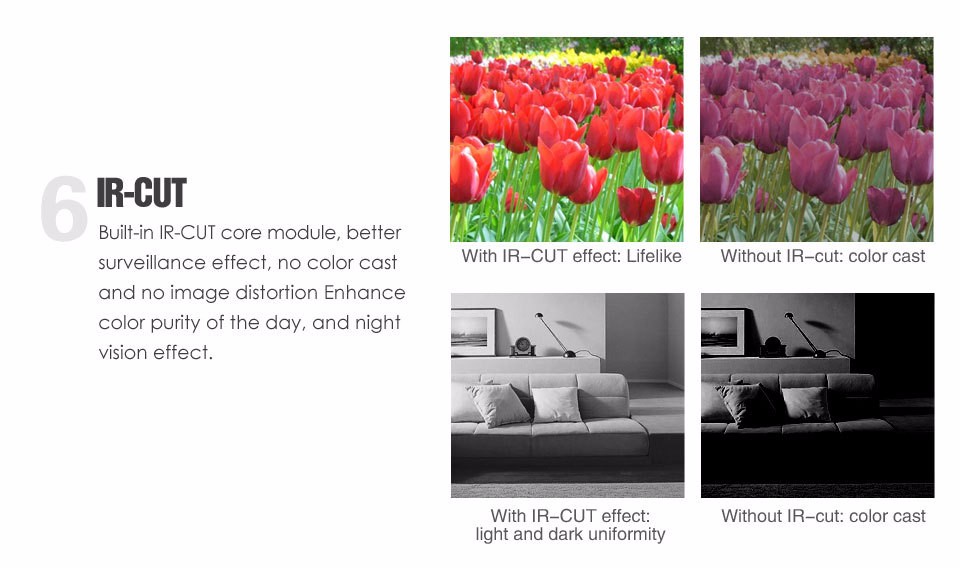 6
IR-CUT
Built-in IR-CUT core module, better
surveillance effect, no color cast
and no image distortion Enhance
color purity of the day, and night
vision effect.
With IR-CUT effect: Lifelike
Without IR-cut: color cast
With IR-CUT effect:
light and dark uniformity
Without IR-cut: color cast